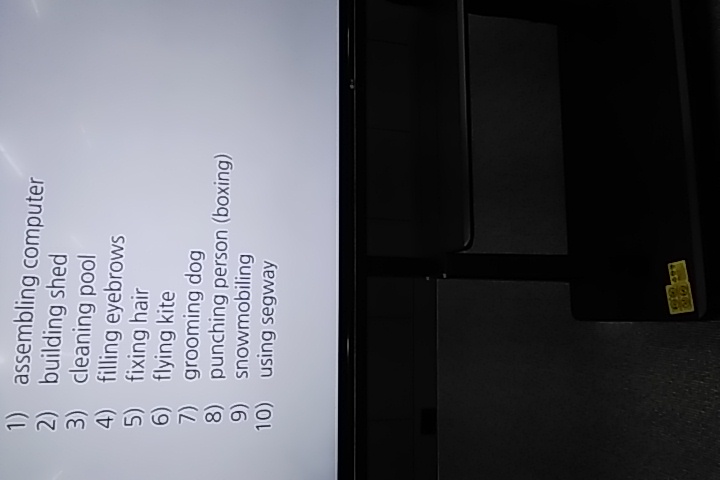 1) assembling computer
2) building shed
3) cleaning pool
4) filling eyebrows
5) fixing hair
6) flying kite
7) grooming dog
8) punching person (boxing)
9) snowmobiling
10) using segway